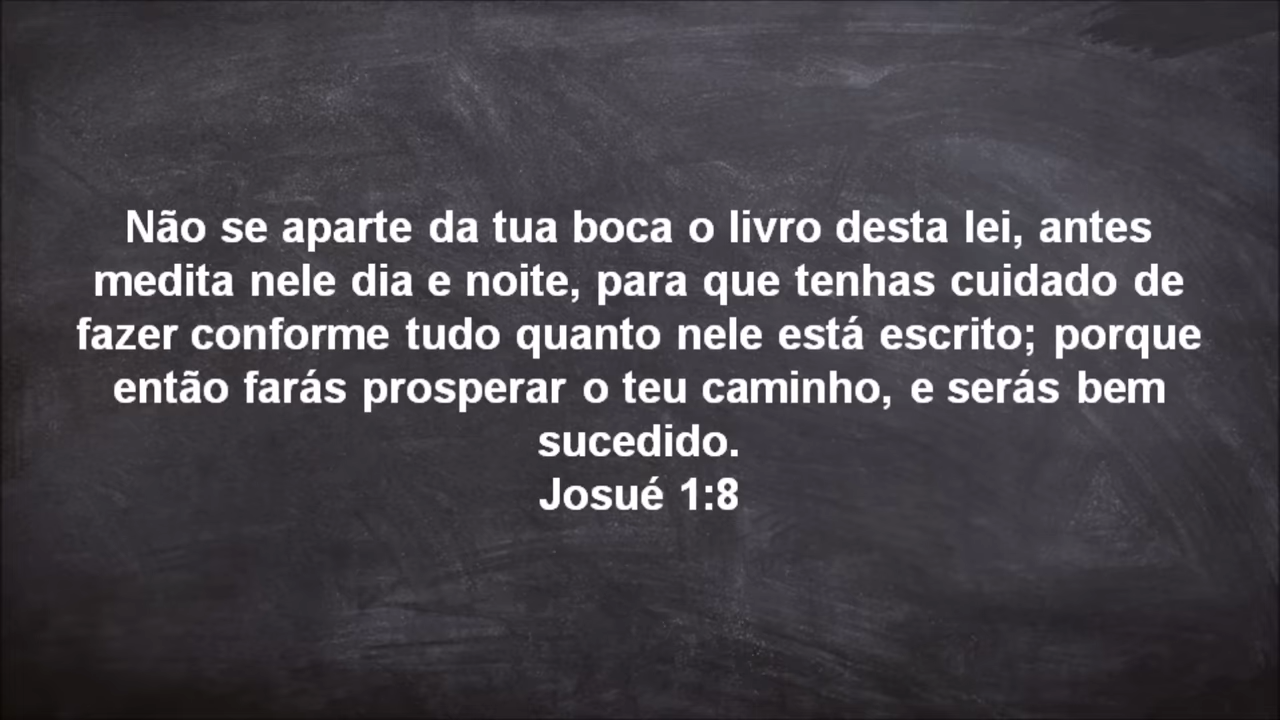 Não se aparte da tua boca o livro desta lei, antes
medita nele dia e noite, para que tenhas cuidado de
fazer conforme tudo quanto nele está escrito; porque
então farás prosperar o teu caminho, e serás bem
sucedido.
Josué 1:8